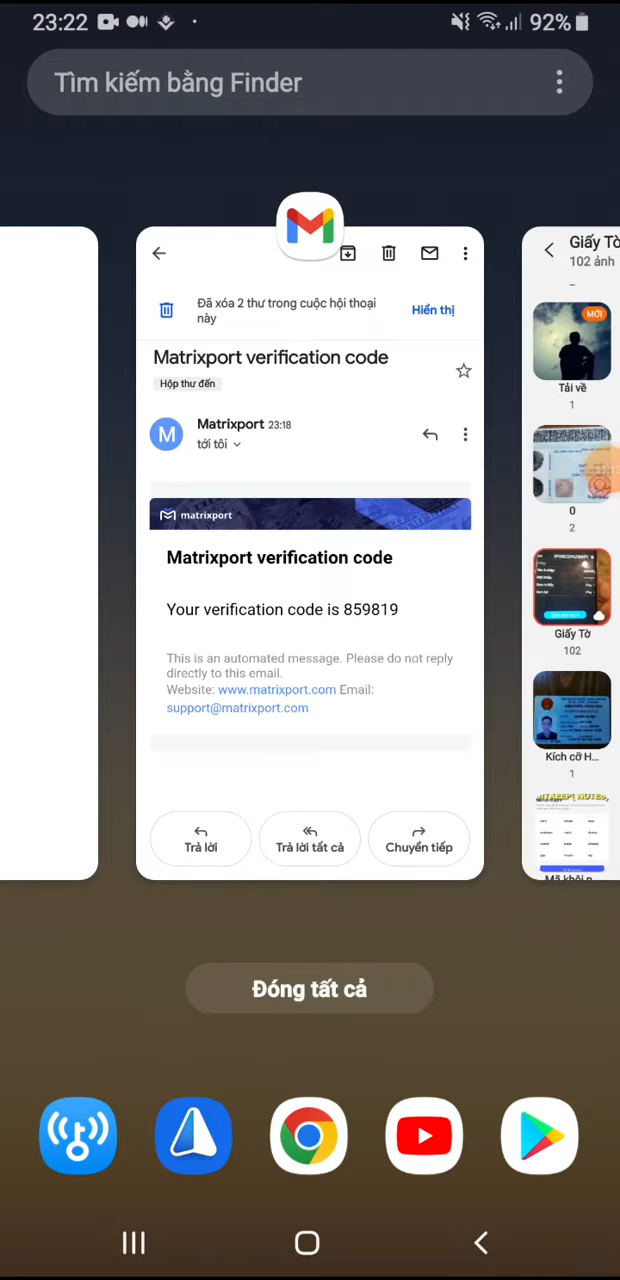 23:22
92%
Tìm kiếm bằng Finder
Đã xóa 2 thư trong cuộc hội thoại
này
Hiển thị
Matrixport verification code
Hộp thư đến
M
Matrixport 23:18
tới tôi
matrixport
Matrixport verification code
Your verification code is 859819
This is an automated message. Please do not reply
directly to this email.
Website: www.matrixport.com Email:
support@matrixport.com
Trả lời
Trả lời tất cả
Chuyển tiếp
Giấy Tờ
102 ảnh
MỚI
Tải về
1
0
2
Giấy Tờ
102
Kích cỡ H...
1
Đóng tất cả